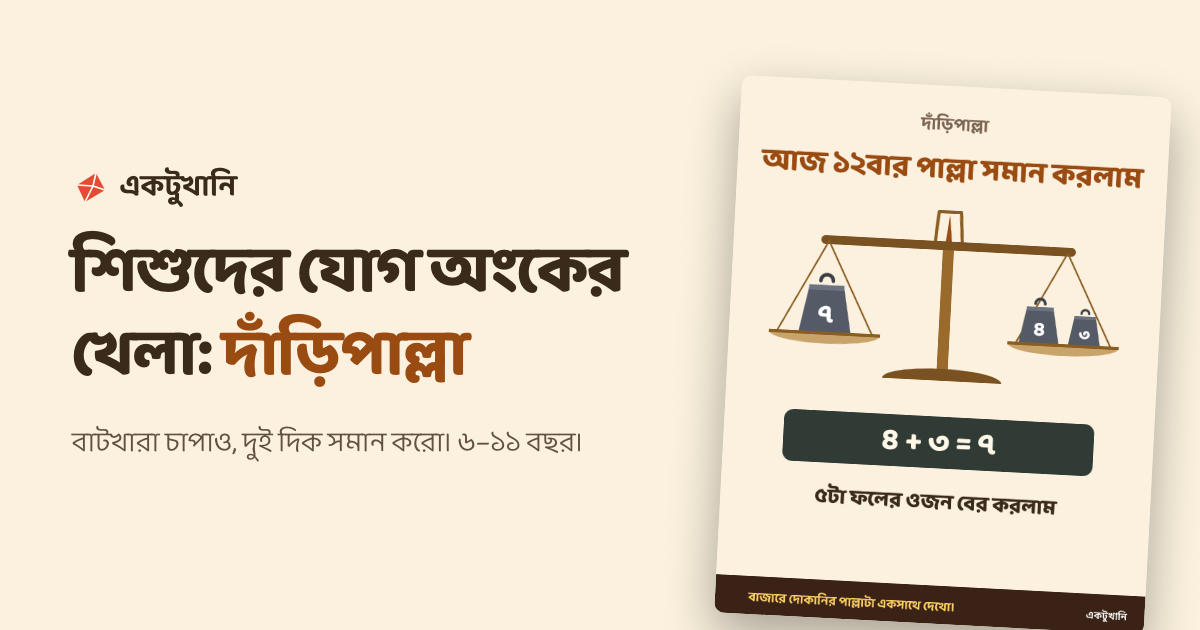 একটুখানি
শিশুদের যোগ অংকের
খেলা: দাঁড়িপাল্লা
বাটখারা চাপাও, দুই দিক সমান করো। ৬–১১ বছর।
দাঁড়িপাল্লা
আজ ১২বার পাল্লা সমান করলাম
৭
৪ ৩
৪ + ৩ = ৭
৫টা ফলের ওজন বের করলাম
বাজারে দোকানির পাল্লাটা একসাথে দেখো।
একটুখানি